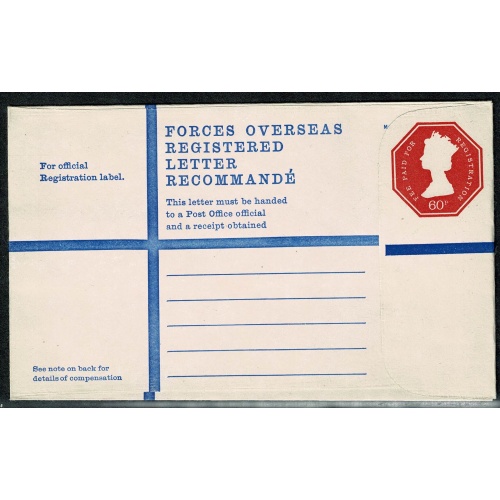 For official
Registration label.
FORCES OVERSEAS
REGISTERED
LETTER
RECOMMANDÉ
This letter must be handed
to a Post Office official
and a receipt obtained
FEE PAID FOR REGISTRATION
60P
See note on back for
details of compensation